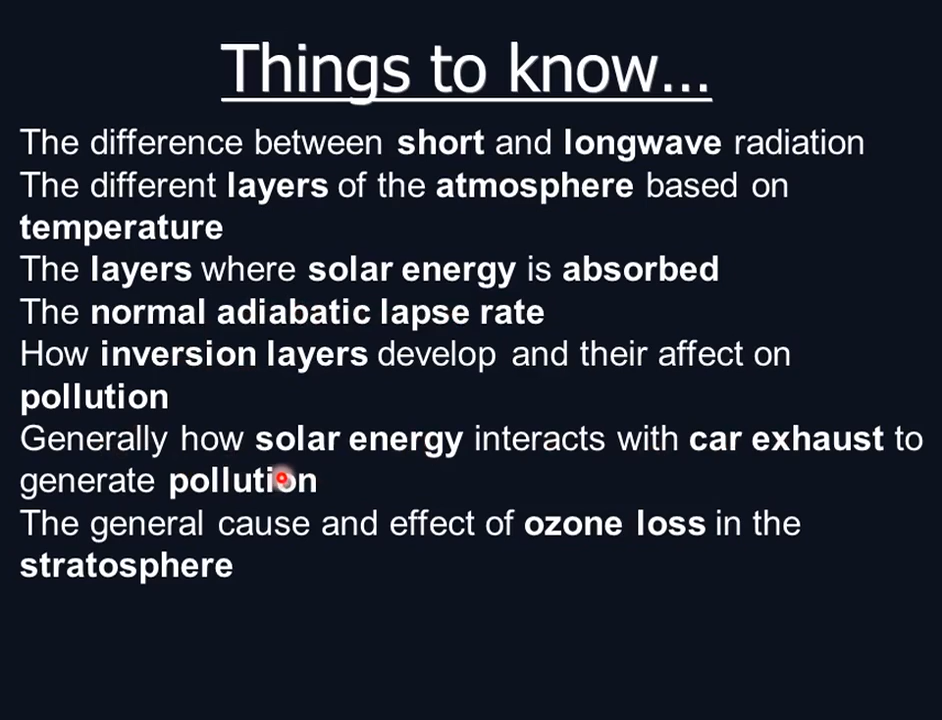 Things to know...
The difference between short and longwave radiation
The different layers of the atmosphere based on
temperature
The layers where solar energy is absorbed
The normal adiabatic lapse rate
How inversion layers develop and their affect on
pollution
Generally how solar energy interacts with car exhaust to
generate pollution
The general cause and effect of ozone loss in the
stratosphere